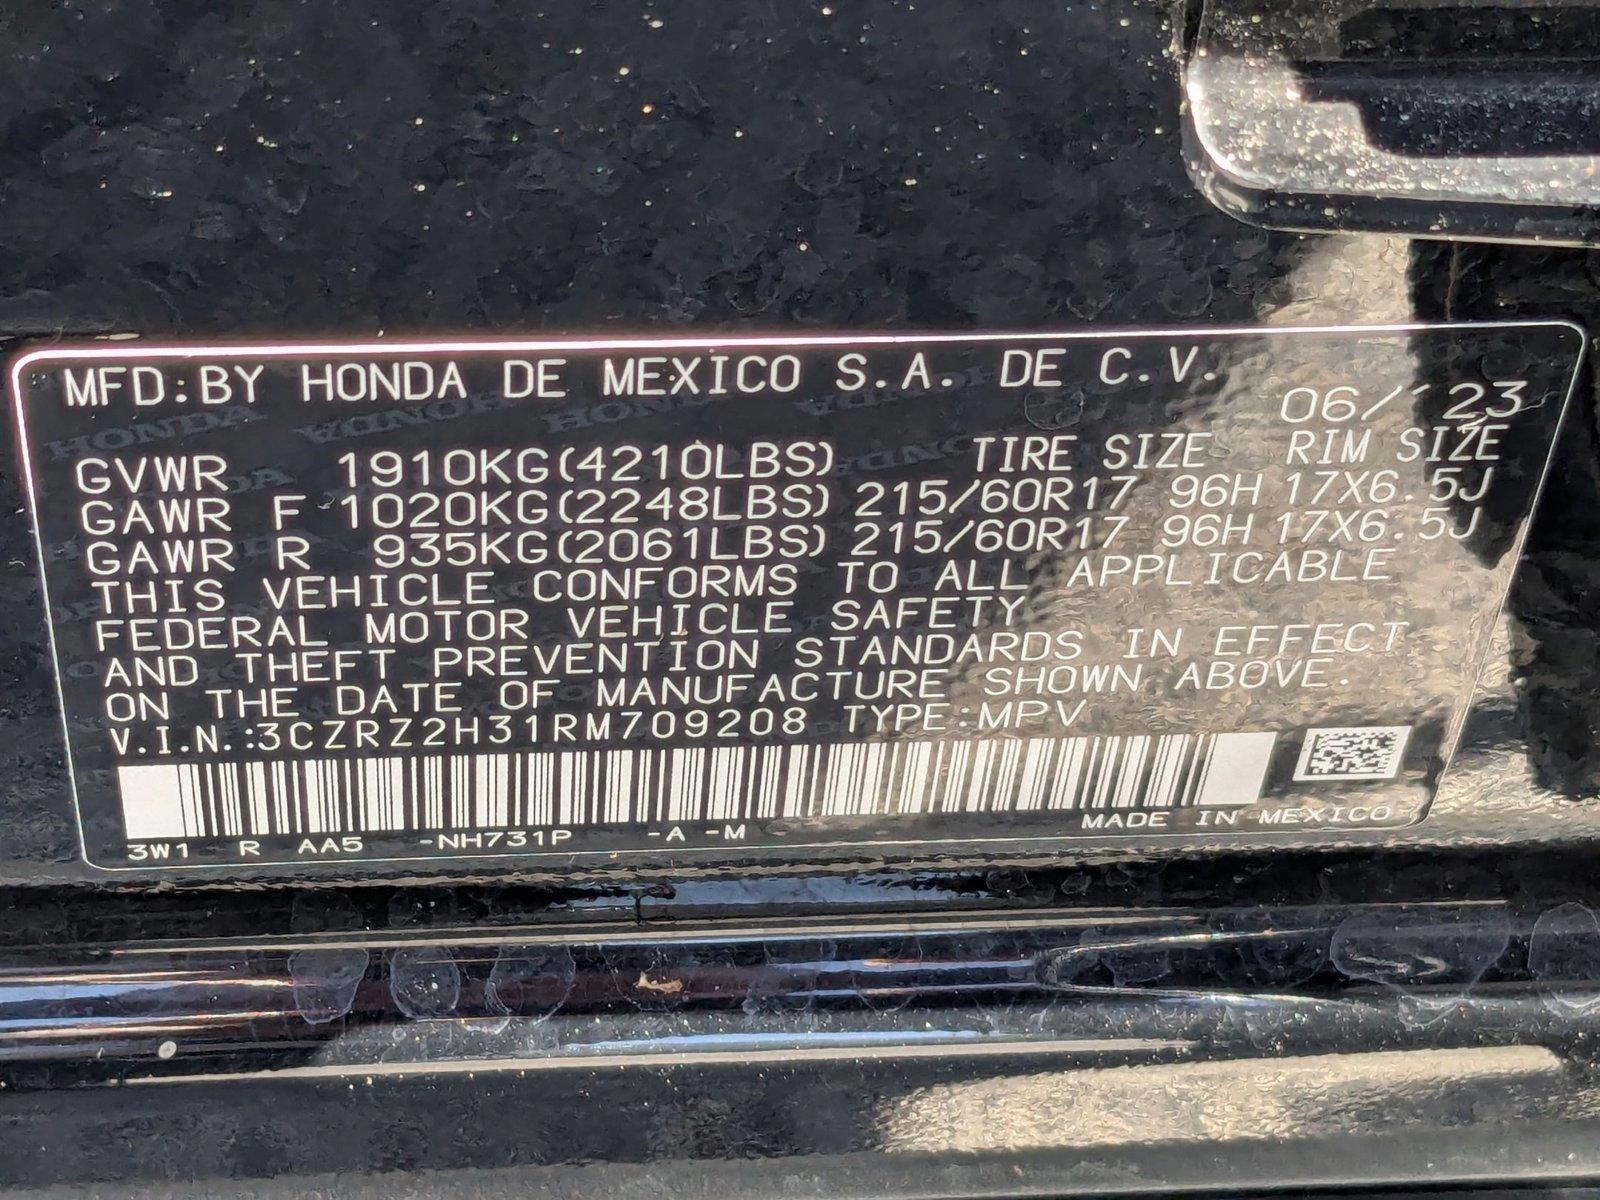 MFD.BY HONDA DE MEXICO S.A. DE C.V.
06/'23
GVWR 1910KG(4210LBS) TIRE SIZE RIM SIZE
GAWR F 1020KG(2248LBS) 215/60R17 96H 17X6.5J
GAWR R 935KG(2061LBS) 215/60R17 96H 17X6.5J
THIS VEHICLE CONFORMS TO ALL APPLICABLE
FEDERAL MOTOR VEHICLE SAFETY
AND THEFT PREVENTION STANDARDS IN EFFECT
ON THE DATE OF MANUFACTURE SHOWN ABOVE.
V.I.N.:3CZRZ2H31RM709208 TYPE:MPV
MADE IN MEXICO
3W1 R AA5 -NH731P -A -M